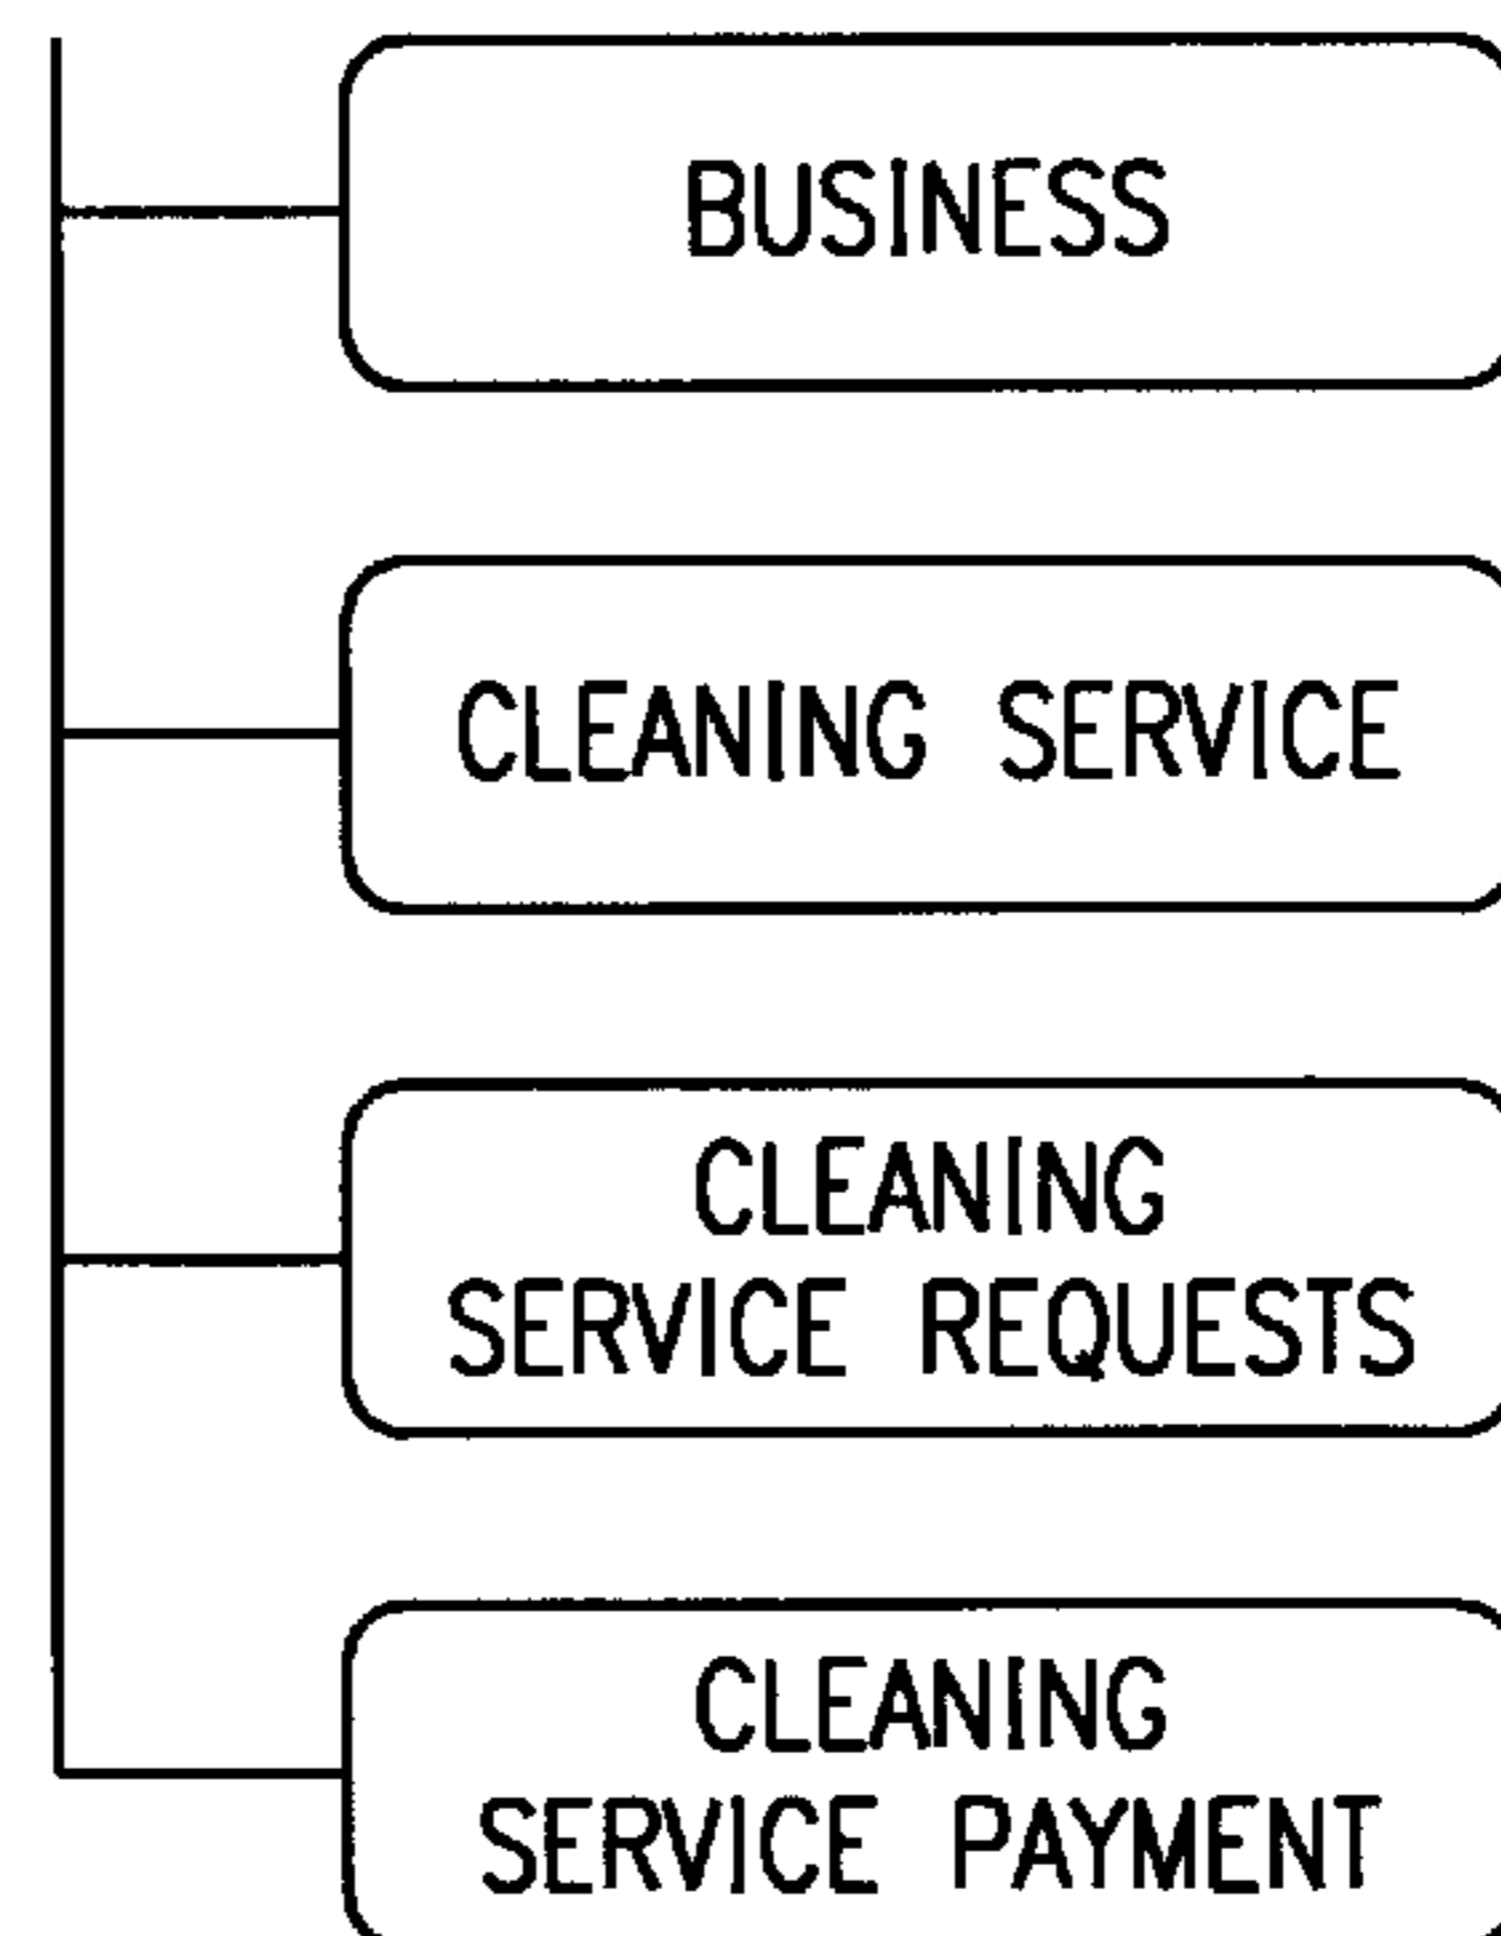 BUSINESS
CLEANING SERVICE
CLEANING
SERVICE REQUESTS
CLEANING
SERVICE PAYMENT